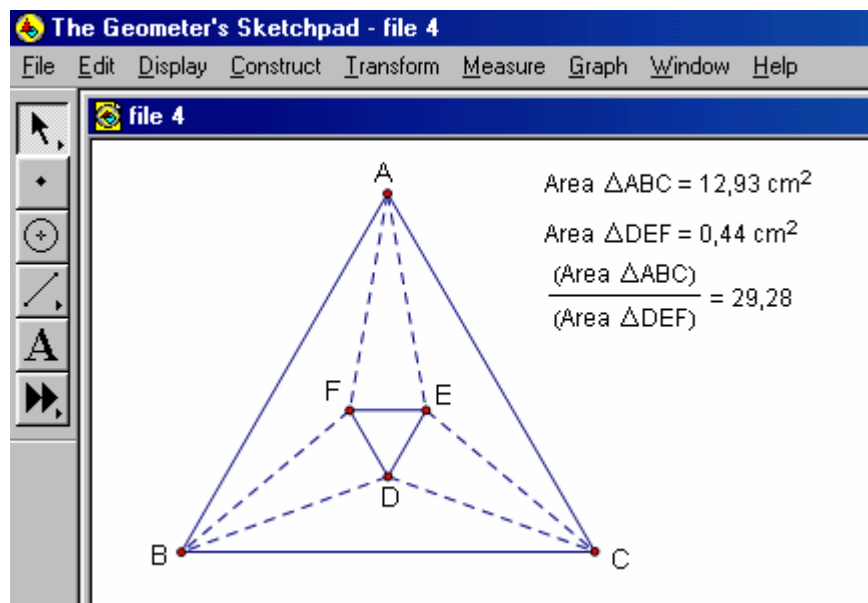 The Geometer's Sketchpad - file 4
File Edit Display Construct Transform Measure Graph Window Help
file 4
A
A
Area △ABC = 12,93 cm²
Area △DEF = 0,44 cm²
(Area △ABC)
(Area △DEF)
= 29,28
F E
D
B C